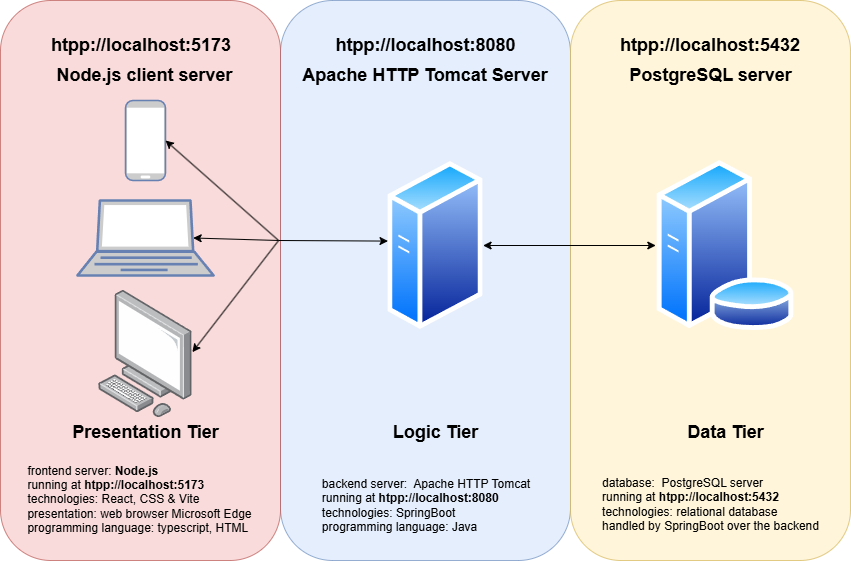 htpp://localhost:5173
Node.js client server
htpp://localhost:8080
Apache HTTP Tomcat Server
htpp://localhost:5432
PostgreSQL server
Presentation Tier
Logic Tier
Data Tier
frontend server: Node.js
running at htpp://localhost:5173
technologies: React, CSS & Vite
presentation: web browser Microsoft Edge
programming language: typescript, HTML
backend server:  Apache HTTP Tomcat
running at htpp://localhost:8080
technologies: SpringBoot
programming language: Java
database:  PostgreSQL server
running at htpp://localhost:5432
technologies: relational database
handled by SpringBoot over the backend